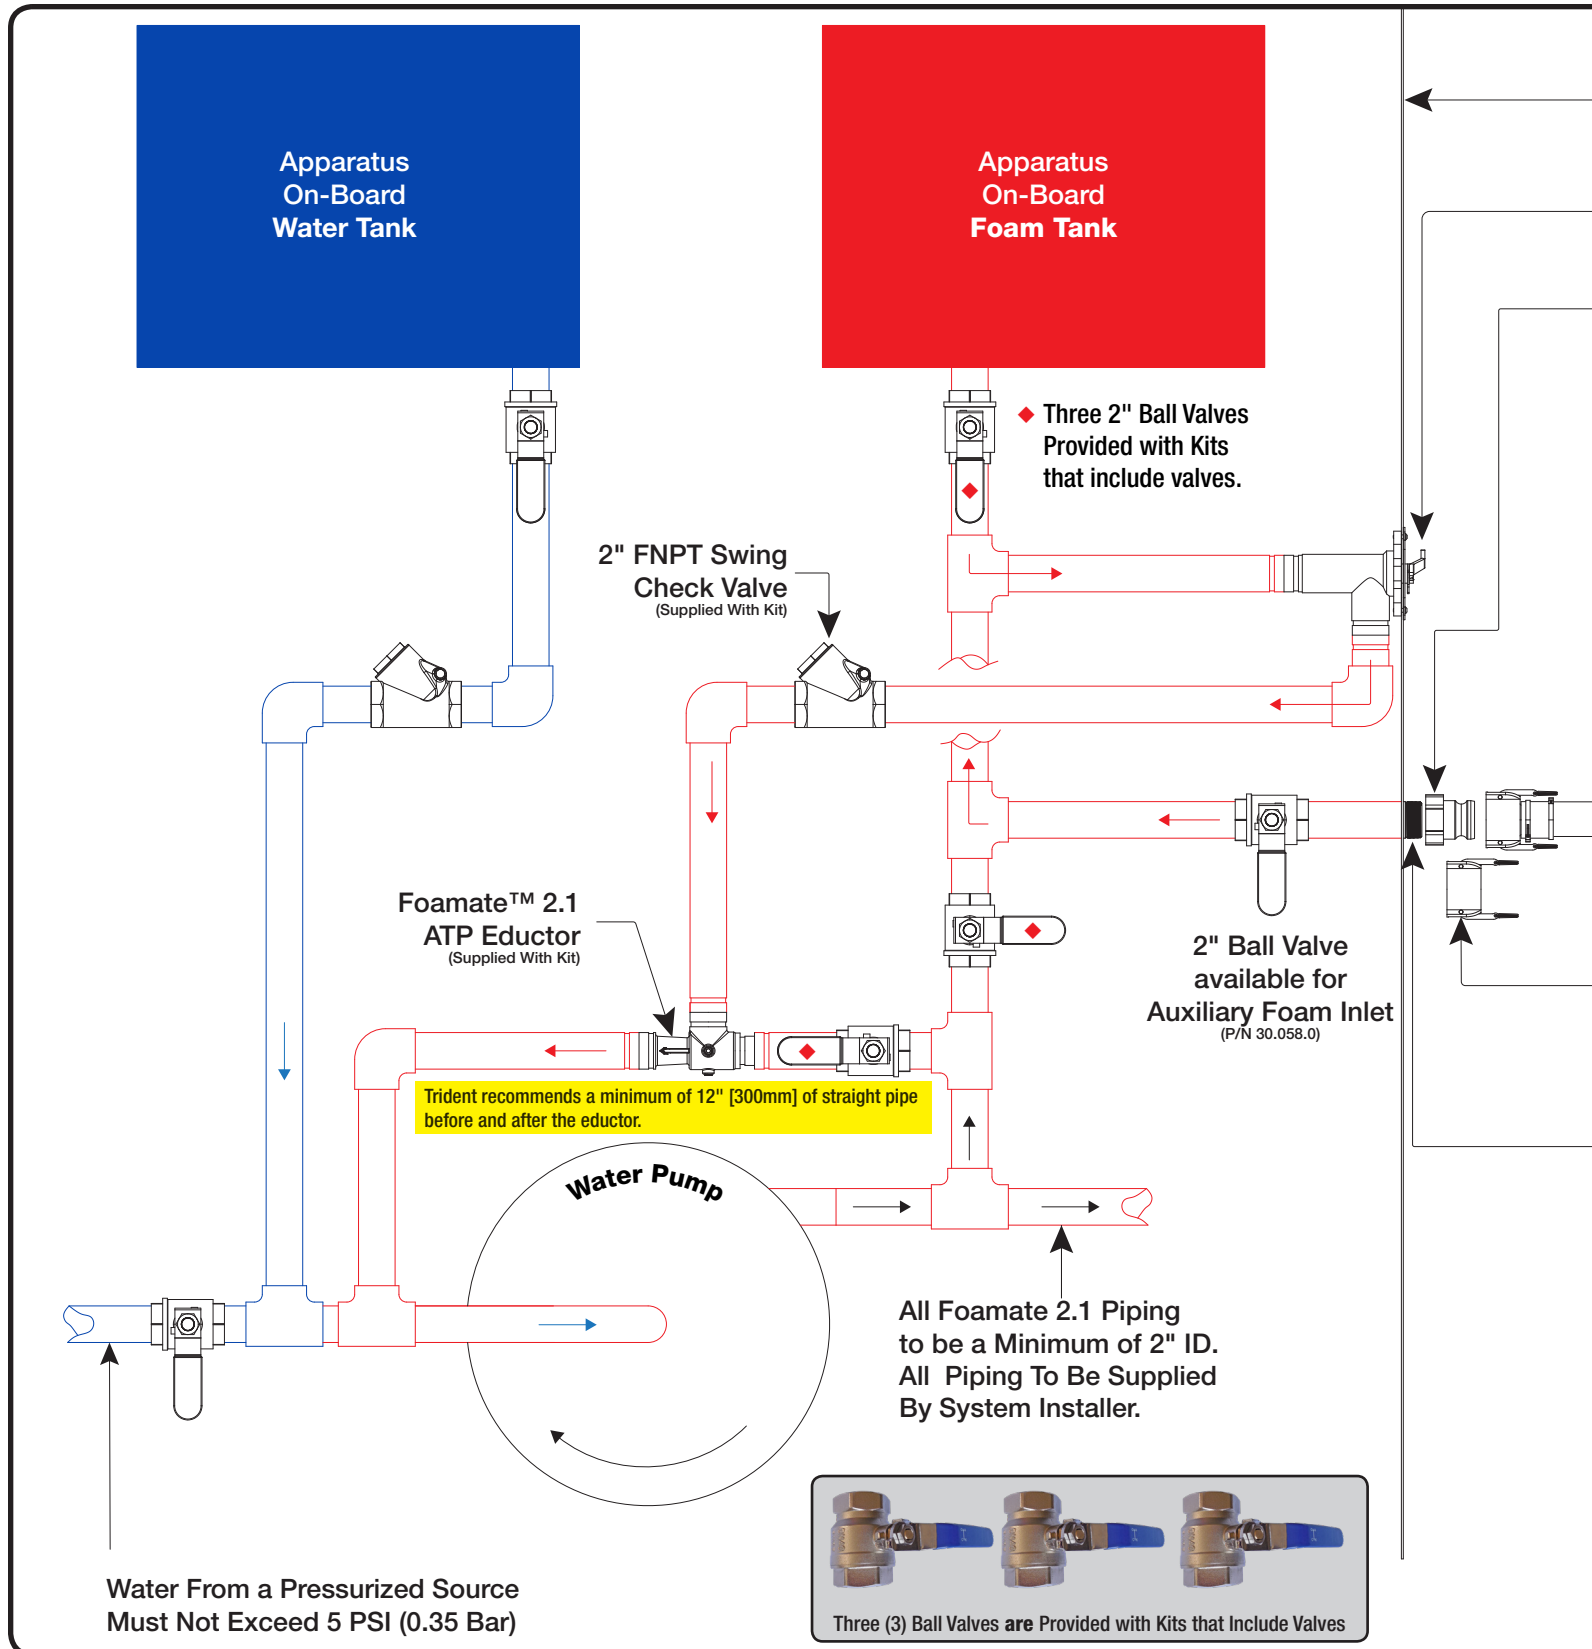 Apparatus
On-Board
Water Tank
Apparatus
On-Board
Foam Tank
Three 2" Ball Valves
Provided with Kits
that include valves.
2" FNPT Swing
Check Valve
(Supplied With Kit)
Foamate™ 2.1
ATP Eductor
(Supplied With Kit)
2" Ball Valve
available for
Auxiliary Foam Inlet
(P/N 30.058.0)
Trident recommends a minimum of 12" [300mm] of straight pipe
before and after the eductor.
Water Pump
All Foamate 2.1 Piping
to be a Minimum of 2" ID.
All Piping To Be Supplied
By System Installer.
Water From a Pressurized Source
Must Not Exceed 5 PSI (0.35 Bar)
Three (3) Ball Valves are Provided with Kits that Include Valves